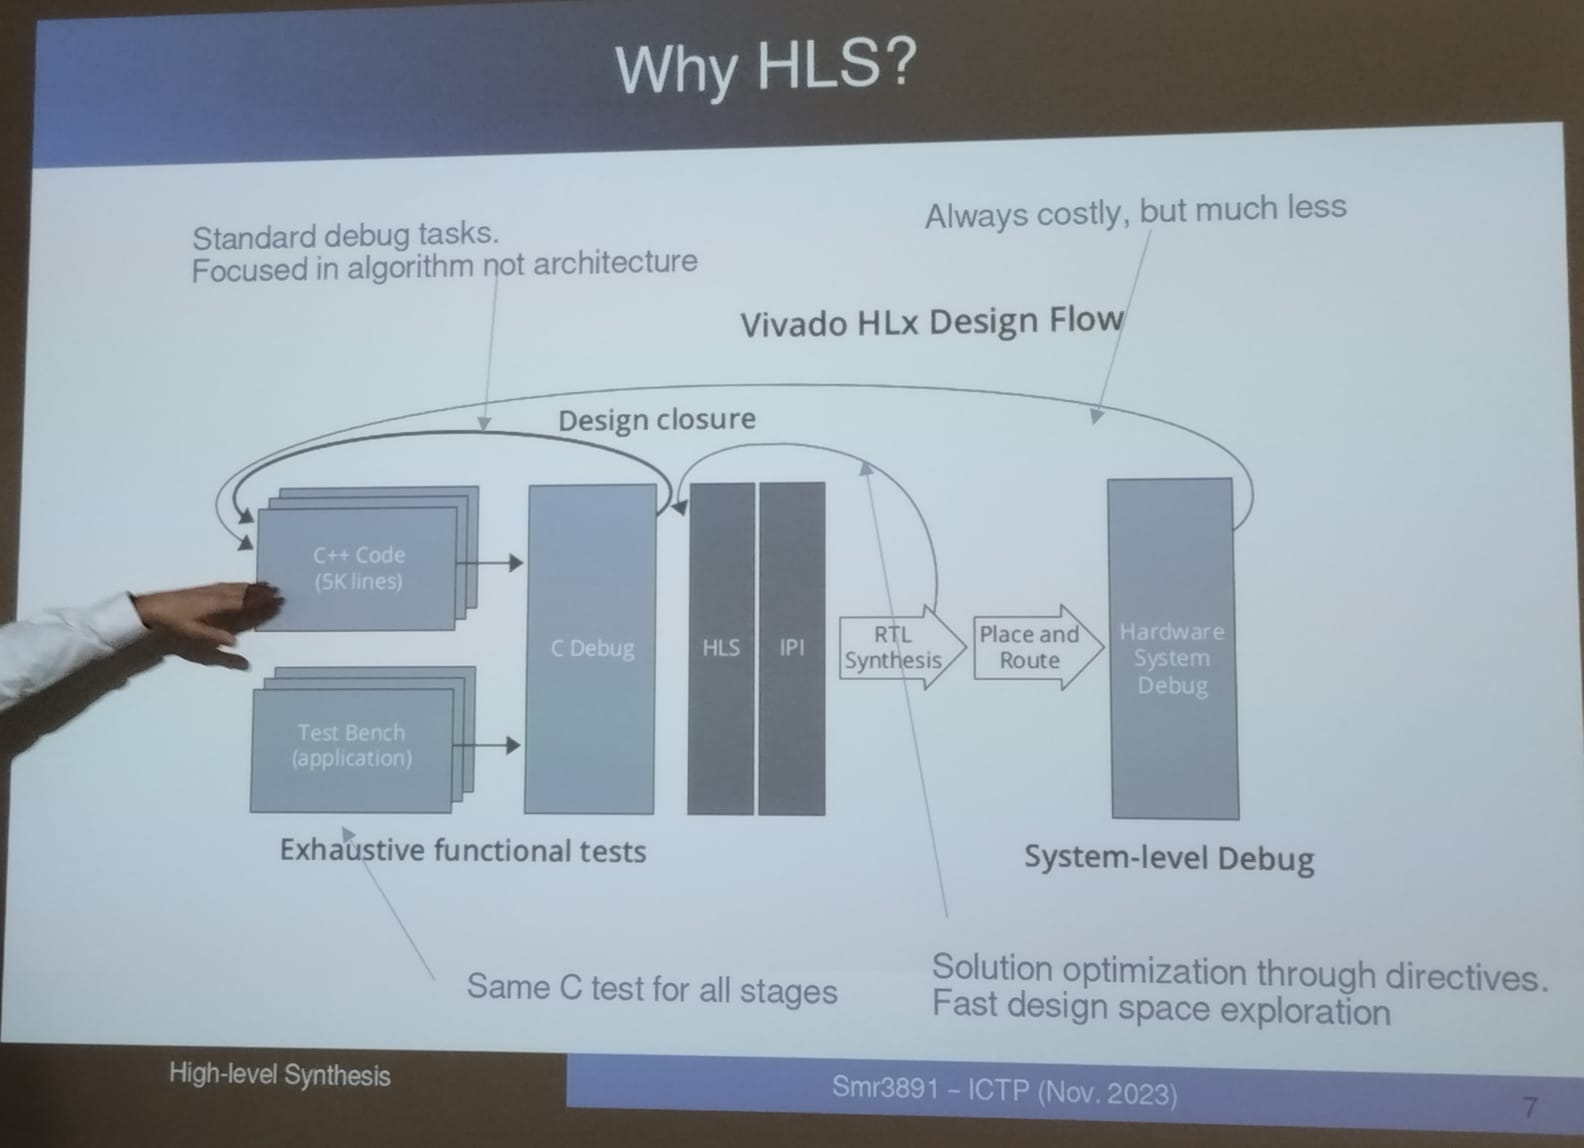 Why HLS?
Standard debug tasks.
Focused in algorithm not architecture
Always costly, but much less
Vivado HLx Design Flow
Design closure
C++ Code
(5K lines)
C Debug
HLS
IPI
RTL
Synthesis
Place and
Route
Hardware
System
Debug
Test Bench
(application)
Exhaustive functional tests
System-level Debug
Same C test for all stages
Solution optimization through directives.
Fast design space exploration
High-level Synthesis
Smr3891 – ICTP (Nov. 2023)
7